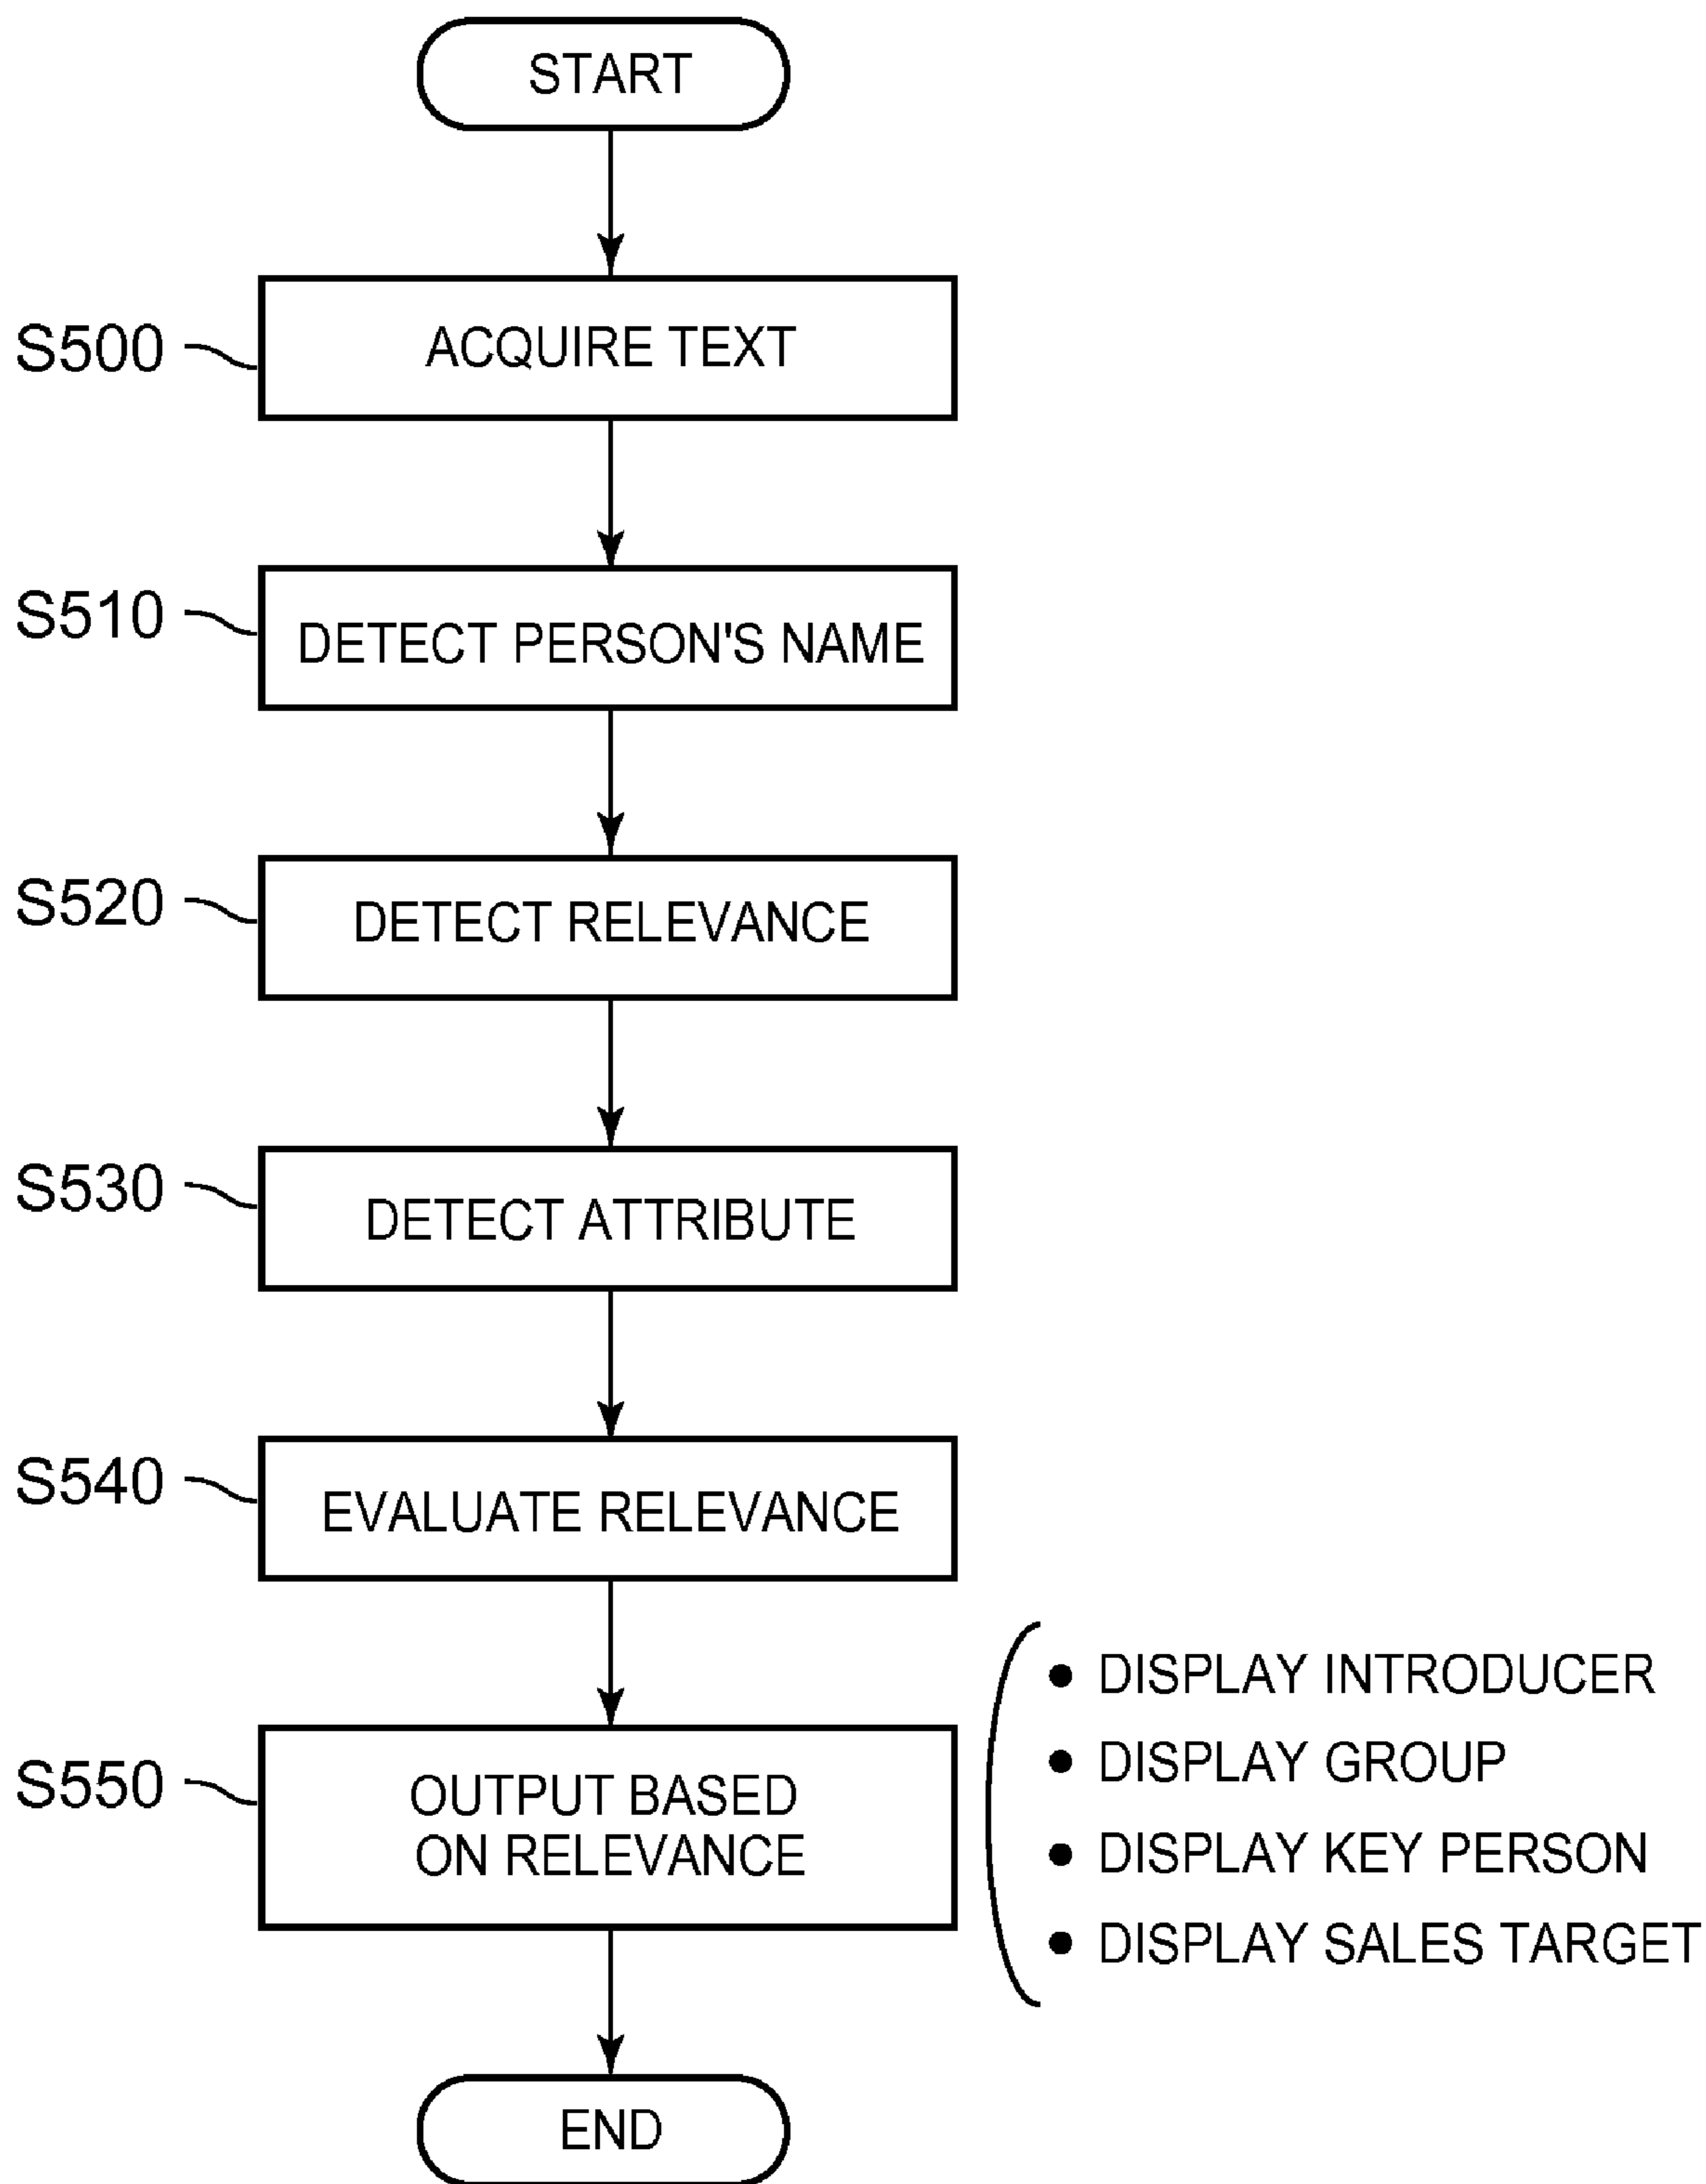 START
S500
ACQUIRE TEXT
S510
DETECT PERSON'S NAME
S520
DETECT RELEVANCE
S530
DETECT ATTRIBUTE
S540
EVALUATE RELEVANCE
S550
OUTPUT BASED
ON RELEVANCE
● DISPLAY INTRODUCER
● DISPLAY GROUP
● DISPLAY KEY PERSON
● DISPLAY SALES TARGET
END